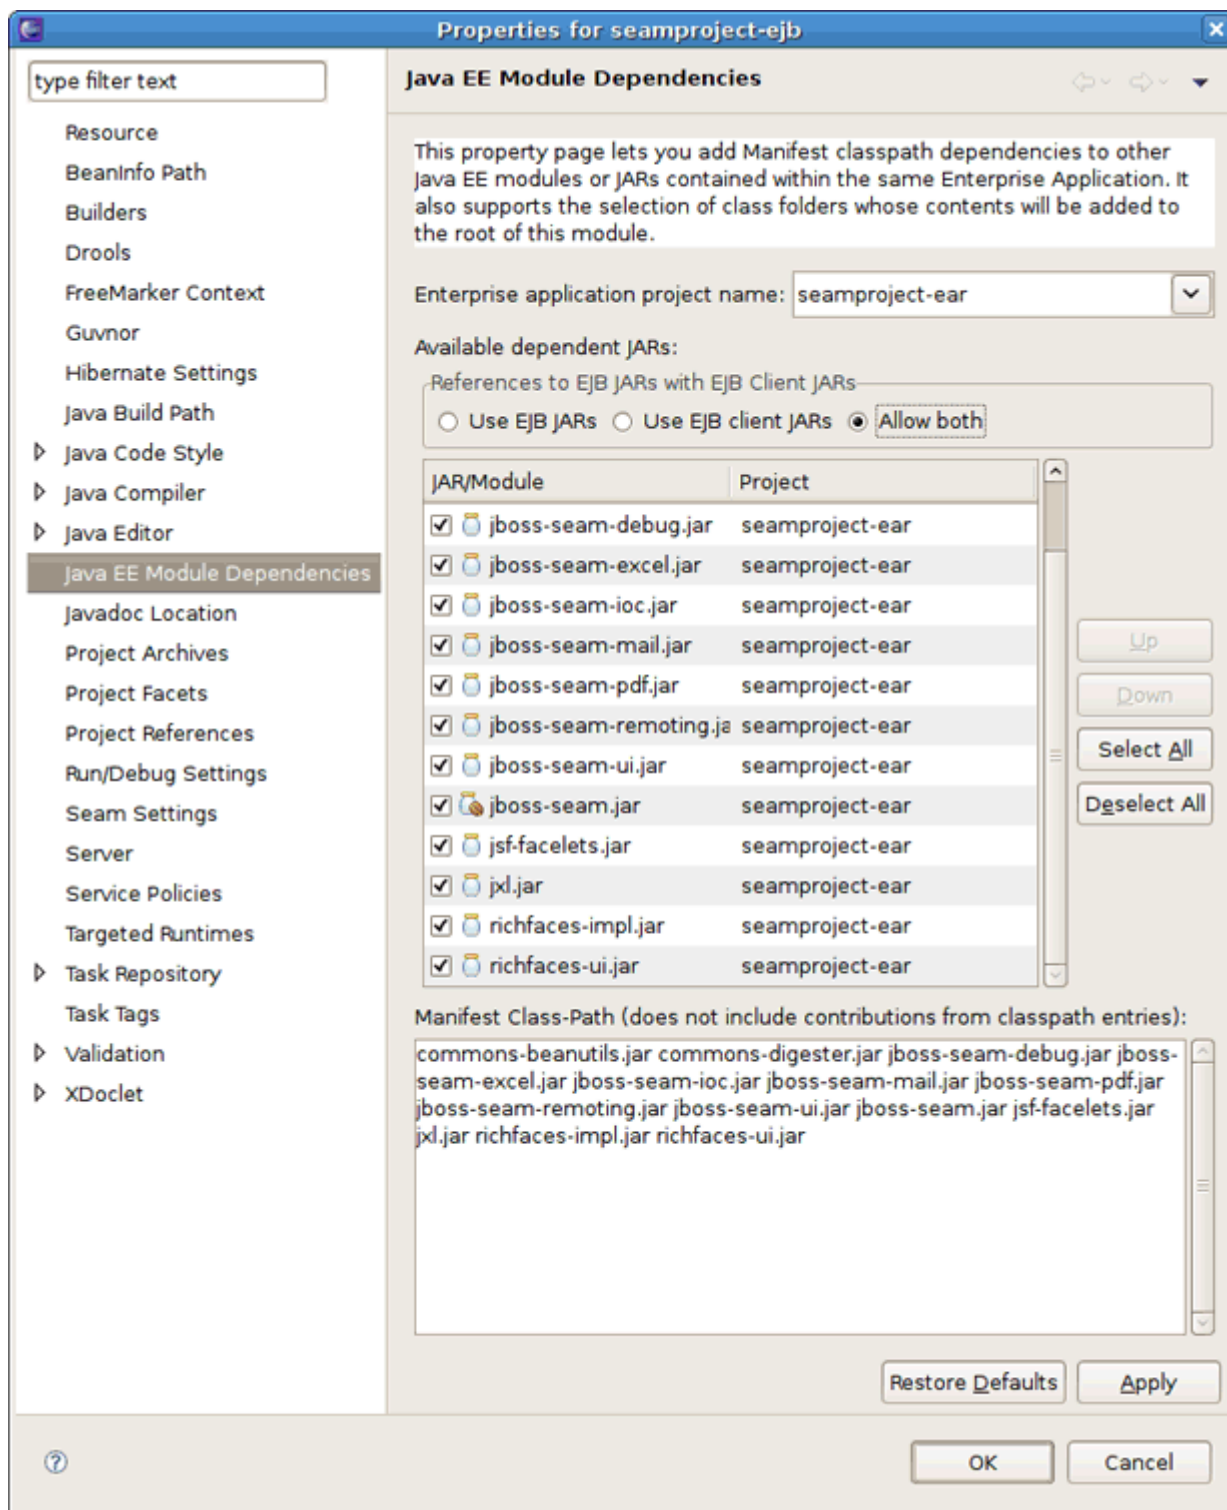 Properties for seamproject-ejb
type filter text
Resource
BeanInfo Path
Builders
Drools
FreeMarker Context
Guvnor
Hibernate Settings
Java Build Path
Java Code Style
Java Compiler
Java Editor
Java EE Module Dependencies
Javadoc Location
Project Archives
Project Facets
Project References
Run/Debug Settings
Seam Settings
Server
Service Policies
Targeted Runtimes
Task Repository
Task Tags
Validation
XDoclet
Java EE Module Dependencies
This property page lets you add Manifest classpath dependencies to other
Java EE modules or JARs contained within the same Enterprise Application. It
also supports the selection of class folders whose contents will be added to
the root of this module.
Enterprise application project name: seamproject-ear
Available dependent JARs:
References to EJB JARs with EJB Client JARs
Use EJB JARs Use EJB client JARs Allow both
JAR/Module Project
jboss-seam-debug.jar seamproject-ear
jboss-seam-excel.jar seamproject-ear
jboss-seam-ioc.jar seamproject-ear
jboss-seam-mail.jar seamproject-ear
jboss-seam-pdf.jar seamproject-ear
jboss-seam-remoting.ja seamproject-ear
jboss-seam-ui.jar seamproject-ear
jboss-seam.jar seamproject-ear
jsf-facelets.jar seamproject-ear
jxl.jar seamproject-ear
richfaces-impl.jar seamproject-ear
richfaces-ui.jar seamproject-ear
Up
Down
Select All
Deselect All
Manifest Class-Path (does not include contributions from classpath entries):
commons-beanutils.jar commons-digester.jar jboss-seam-debug.jar jboss-
seam-excel.jar jboss-seam-ioc.jar jboss-seam-mail.jar jboss-seam-pdf.jar
jboss-seam-remoting.jar jboss-seam-ui.jar jboss-seam.jar jsf-facelets.jar
jxl.jar richfaces-impl.jar richfaces-ui.jar
Restore Defaults Apply
OK Cancel